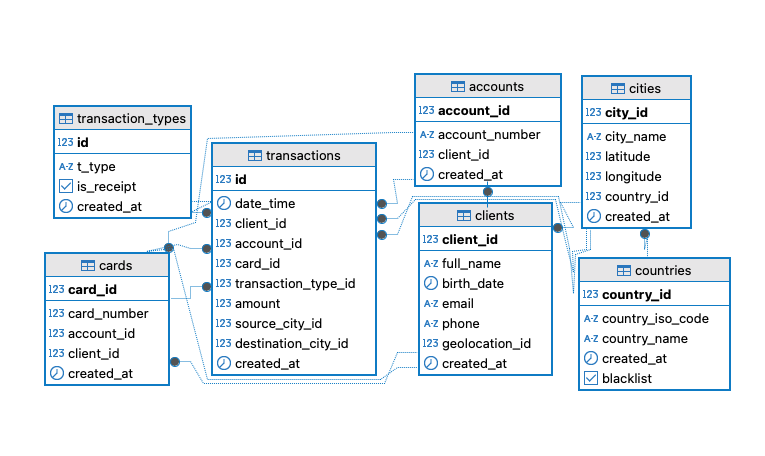 transaction_types
123 id
A-Z t_type
is_receipt
created_at
transactions
123 id
date_time
123 client_id
123 account_id
123 card_id
123 transaction_type_id
123 amount
123 source_city_id
123 destination_city_id
created_at
accounts
123 account_id
A-Z account_number
123 client_id
created_at
cities
123 city_id
A-Z city_name
123 latitude
123 longitude
123 country_id
created_at
cards
123 card_id
123 card_number
123 account_id
123 client_id
created_at
clients
123 client_id
A-Z full_name
birth_date
A-Z email
A-Z phone
123 geolocation_id
created_at
countries
123 country_id
A-Z country_iso_code
A-Z country_name
created_at
blacklist